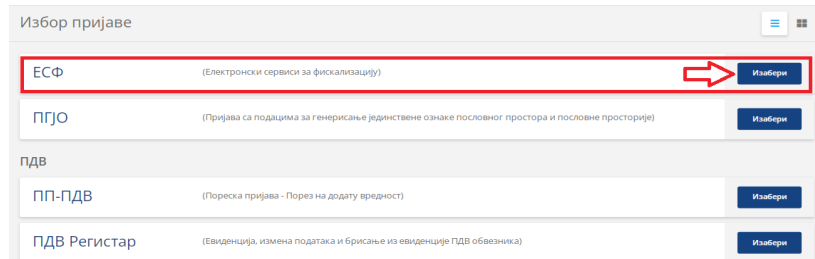 Избор пријаве
ЕСФ (Електронски сервиси за фискализацију) Изабери
ПГЈО (Пријава са подацима за генерисање јединствене ознаке пословног простора и пословне просторије) Изабери
ПДВ
ПП-ПДВ (Пореска пријава - Порез на додату вредност) Изабери
ПДВ Регистар (Евиденција, измена података и брисање из евиденције ПДВ обвезника) Изабери